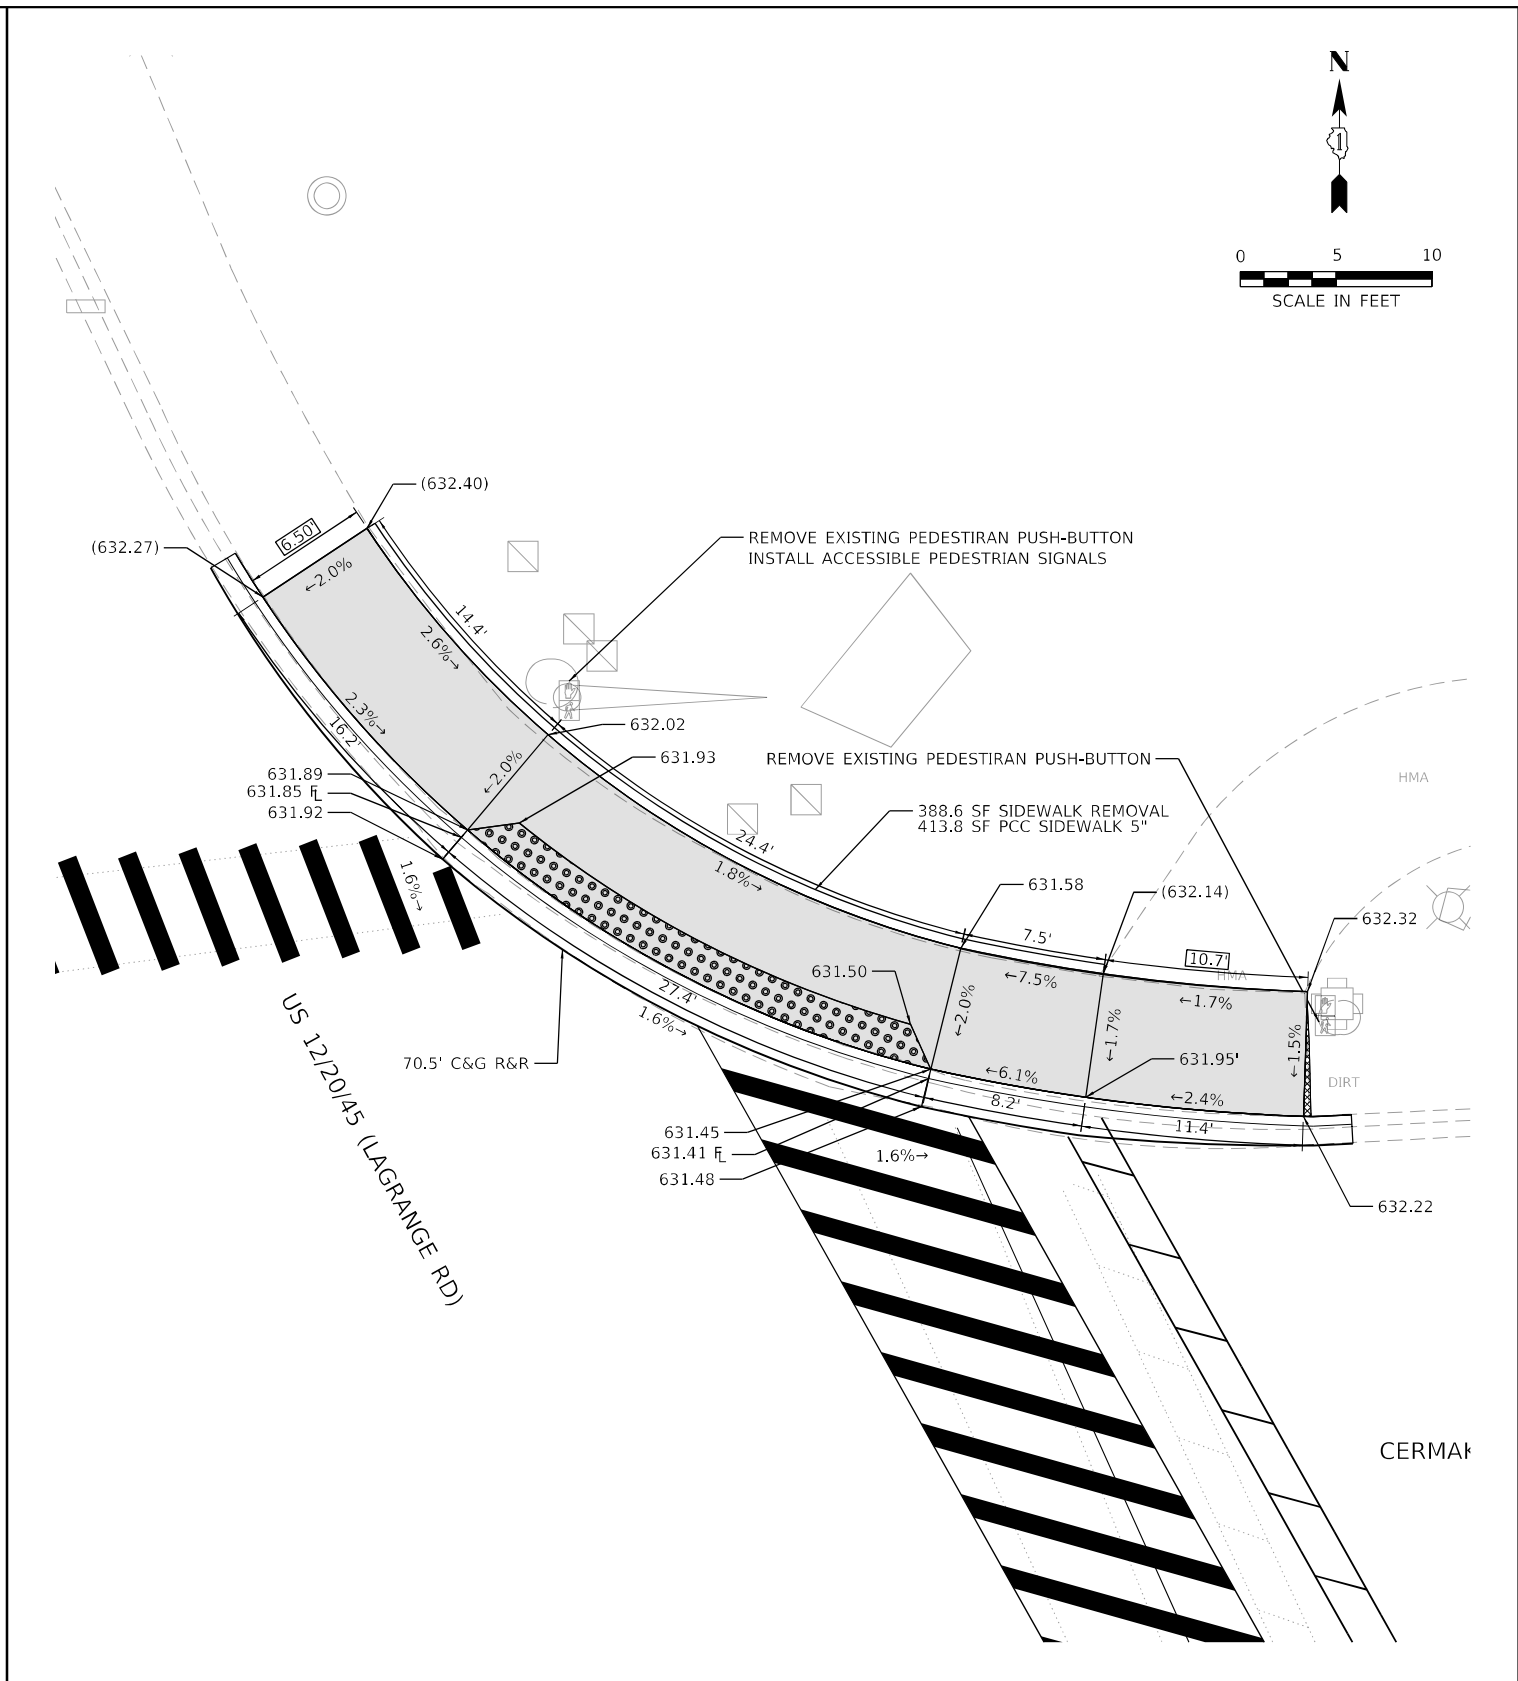 N
1
0 5 10
SCALE IN FEET
(632.40)
6.50'
(632.27)
←2.0%
REMOVE EXISTING PEDESTIRAN PUSH-BUTTON
INSTALL ACCESSIBLE PEDESTRIAN SIGNALS
14.4'
2.6%→
2.3%→
16.2'
632.02
←2.0%
631.93
REMOVE EXISTING PEDESTIRAN PUSH-BUTTON
HMA
631.89
631.85 FL
631.92
388.6 SF SIDEWALK REMOVAL
413.8 SF PCC SIDEWALK 5"
24.4'
1.8%→
1.6%→
631.58
(632.14)
632.32
7.5'
10.7'
HMA
631.50
←7.5%
←1.7%
←2.0%
←1.7%
←1.5%
27.4'
1.6%→
631.95'
70.5' C&G R&R
←6.1%
←2.4%
DIRT
8.2'
11.4'
631.45
631.41 FL
631.48
1.6%→
632.22
US 12/20/45 (LAGRANGE RD)
CERMAK